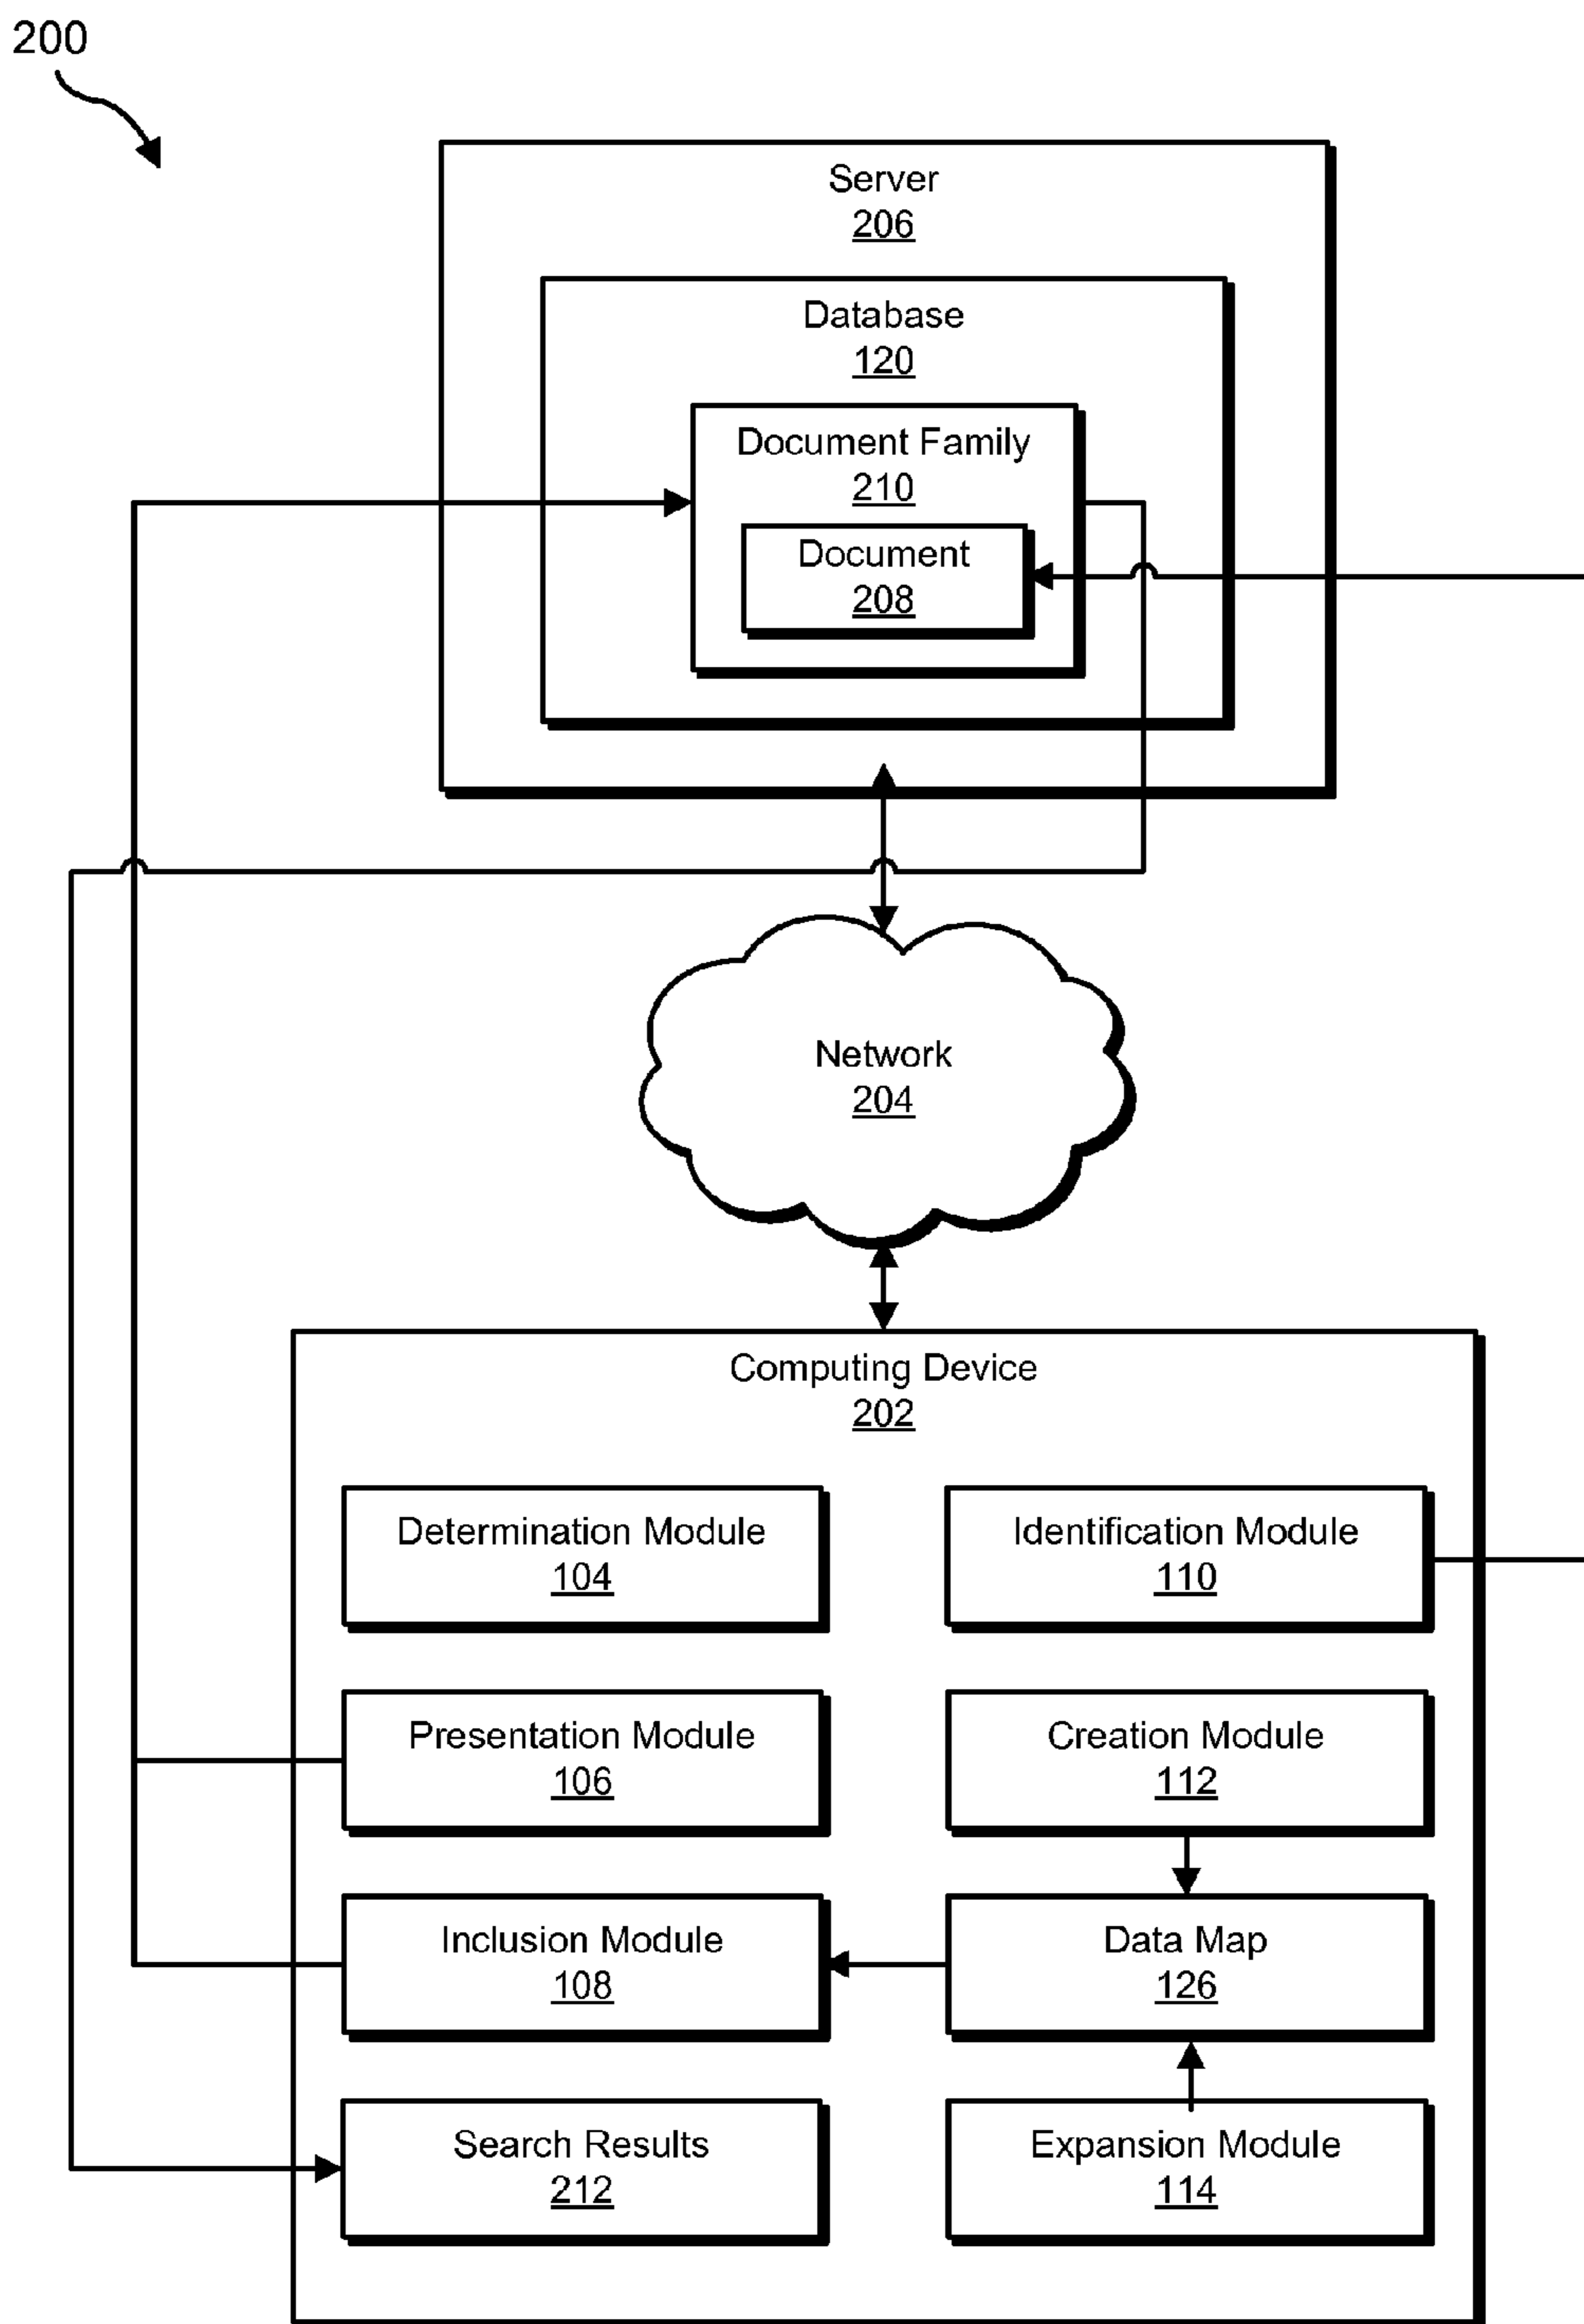 200
Server
206
Database
120
Document Family
210
Document
208
Network
204
Computing Device
202
Determination Module
104
Identification Module
110
Presentation Module
106
Creation Module
112
Inclusion Module
108
Data Map
126
Search Results
212
Expansion Module
114